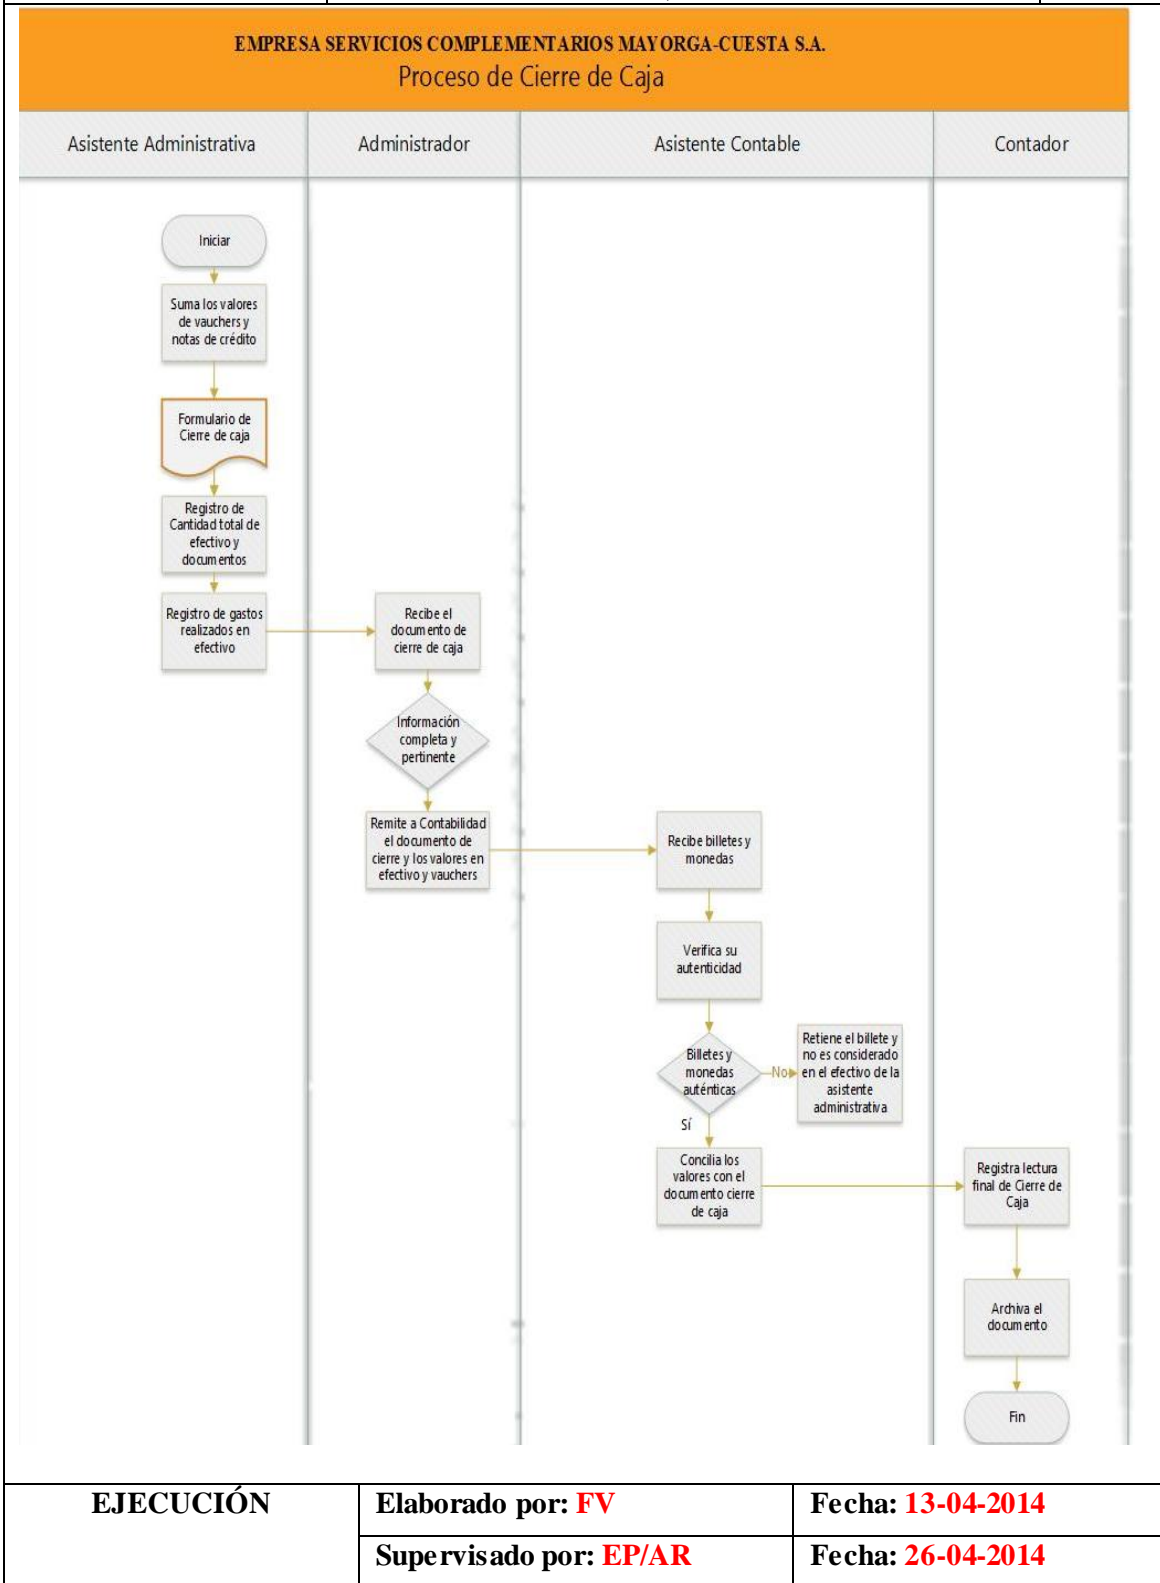 EMPRESA SERVICIOS COMPLEMENTARIOS MAYORGA-CUESTA S.A.
Proceso de Cierre de Caja
Asistente Administrativa
Administrador
Asistente Contable
Contador
Iniciar
Suma los valores
de vauchers y
notas de crédito
Formulario de
Cierre de caja
Registro de
Cantidad total de
efectivo y
documentos
Registro de gastos
realizados en
efectivo
Recibe el
documento de
cierre de caja
Información
completa y
pertinente
Remite a Contabilidad
el documento de
cierre y los valores en
efectivo y vauchers
Recibe billetes y
monedas
Verifica su
autenticidad
Billetes y
monedas
auténticas
No
Retiene el billete y
no es considerado
en el efectivo de la
asistente
administrativa
Sí
Concilia los
valores con el
documento cierre
de caja
Registra lectura
final de Cierre de
Caja
Archiva el
documento
Fin
EJECUCIÓN
Elaborado por: FV
Fecha: 13-04-2014
Supervisado por: EP/AR
Fecha: 26-04-2014